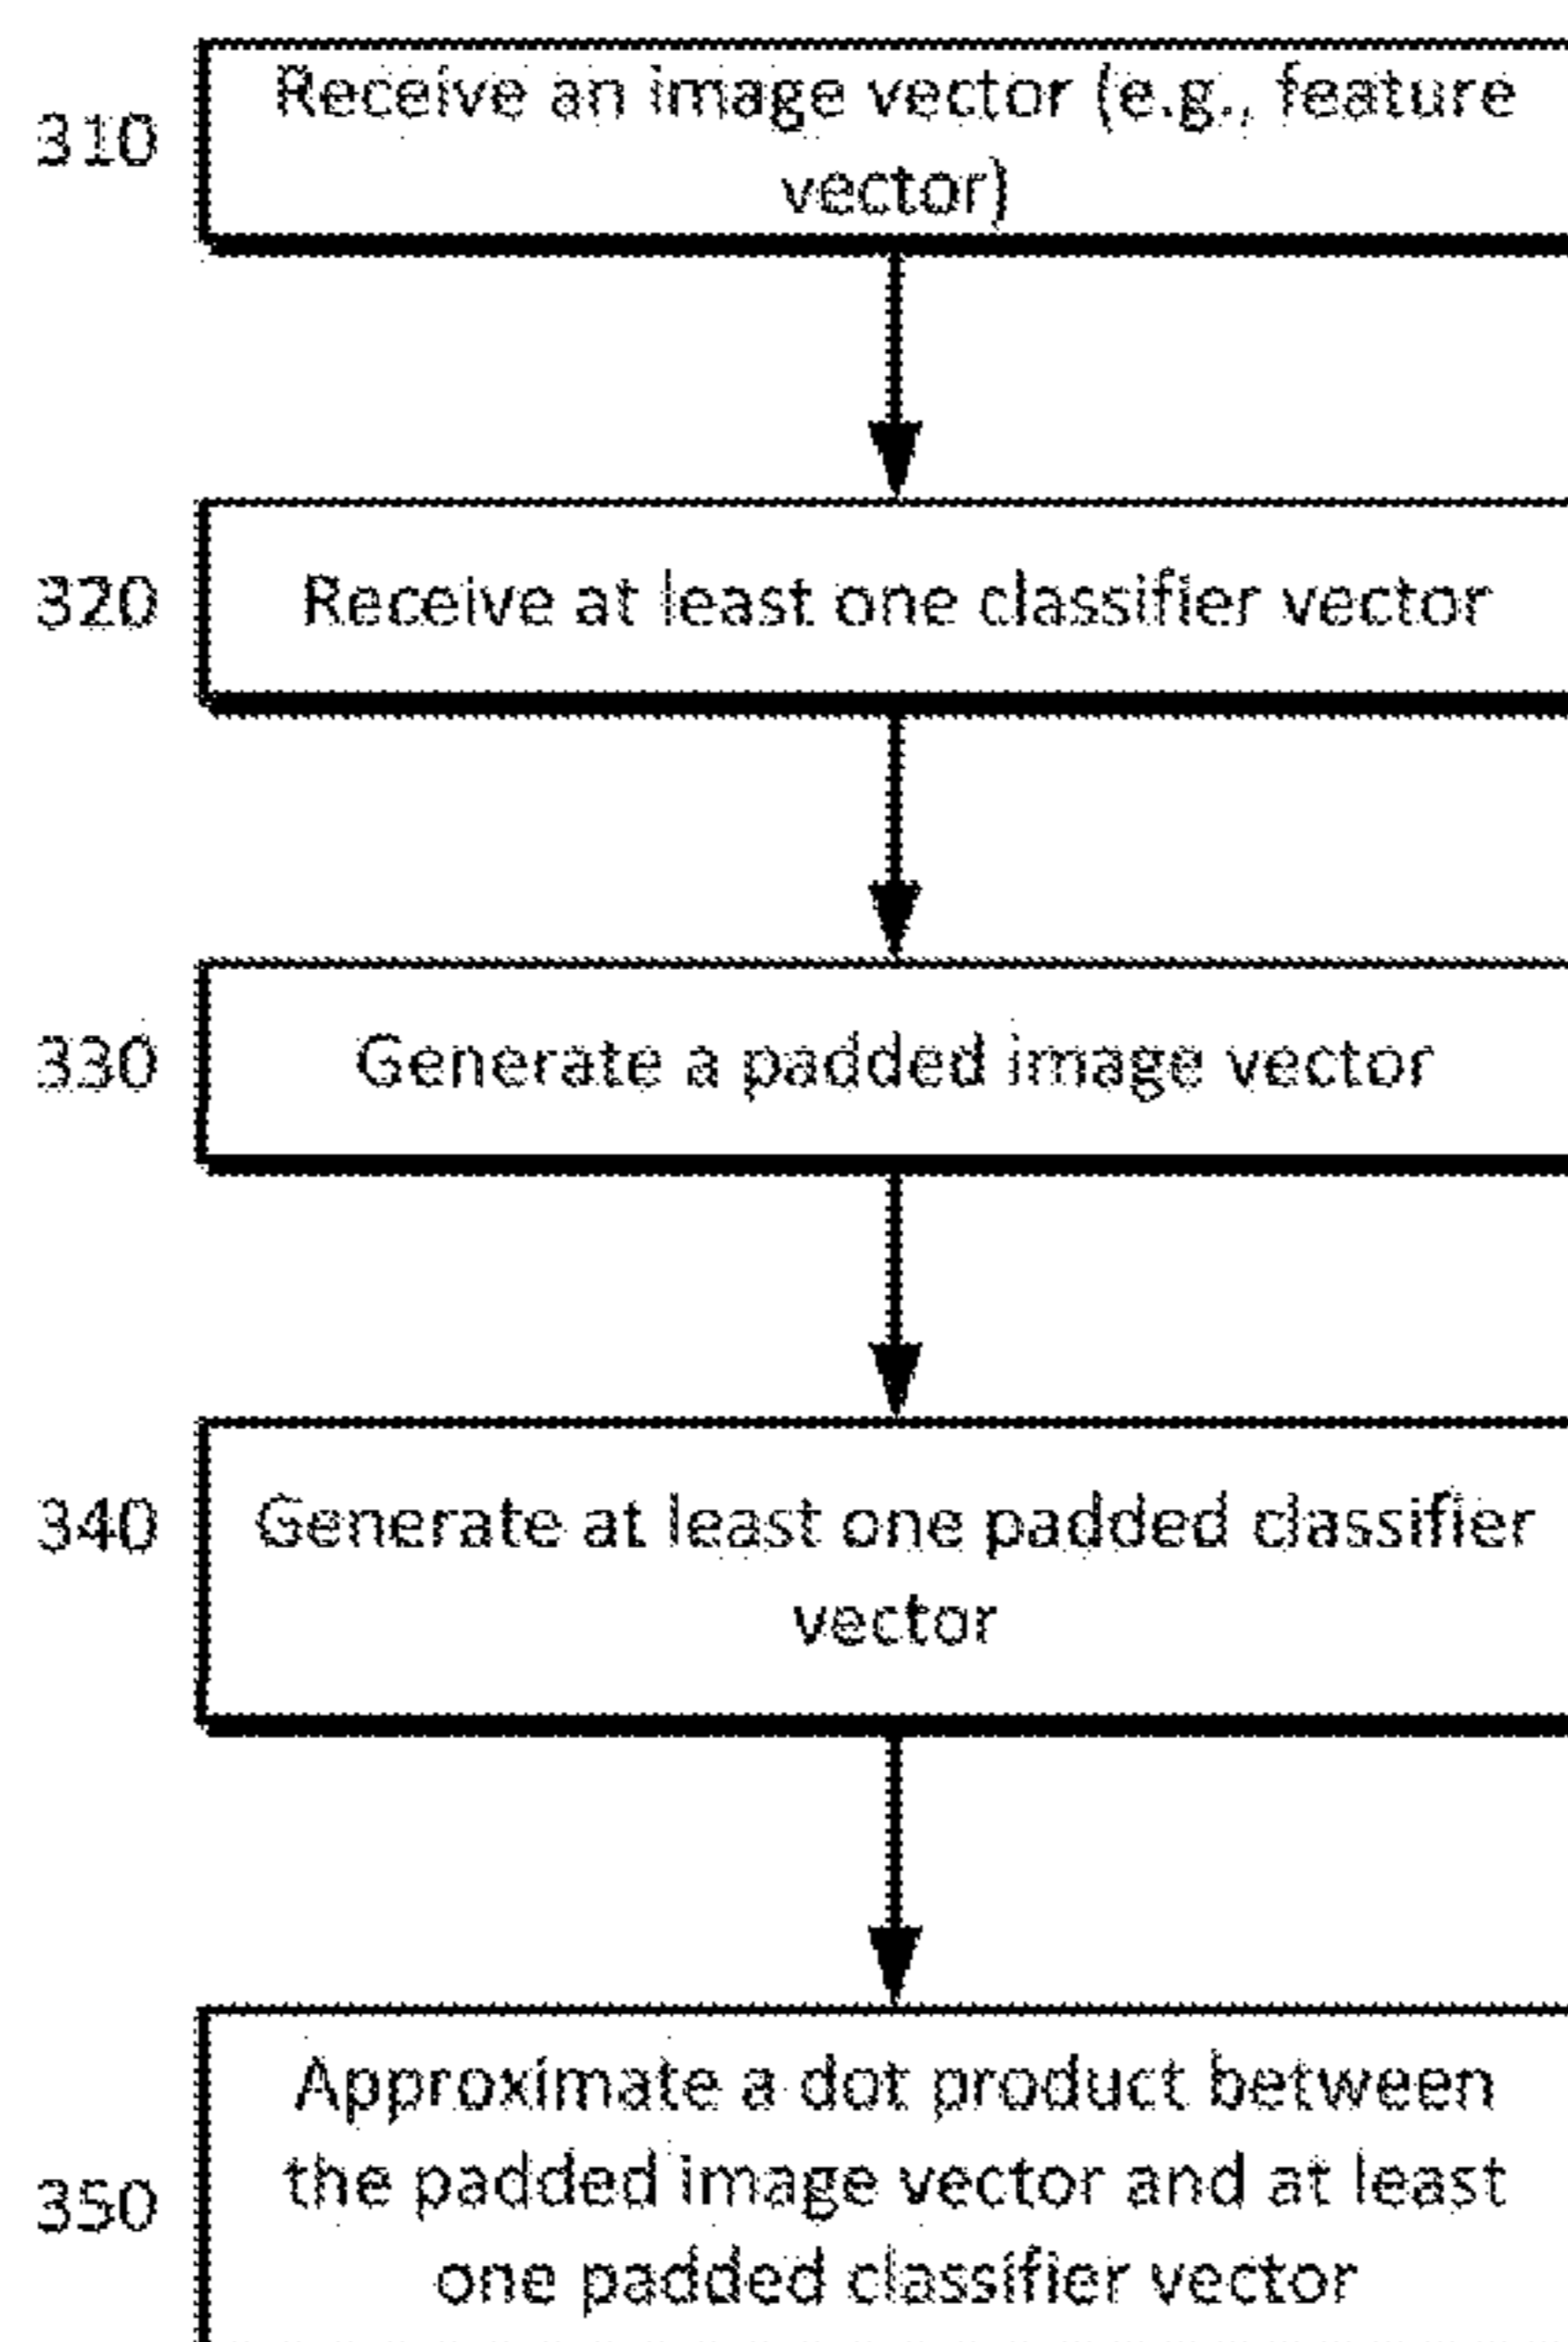 310
Receive an image vector (e.g., feature
vector)
320
Receive at least one classifier vector
330
Generate a padded image vector
340
Generate at least one padded classifier
vector
350
Approximate a dot product between
the padded image vector and at least
one padded classifier vector